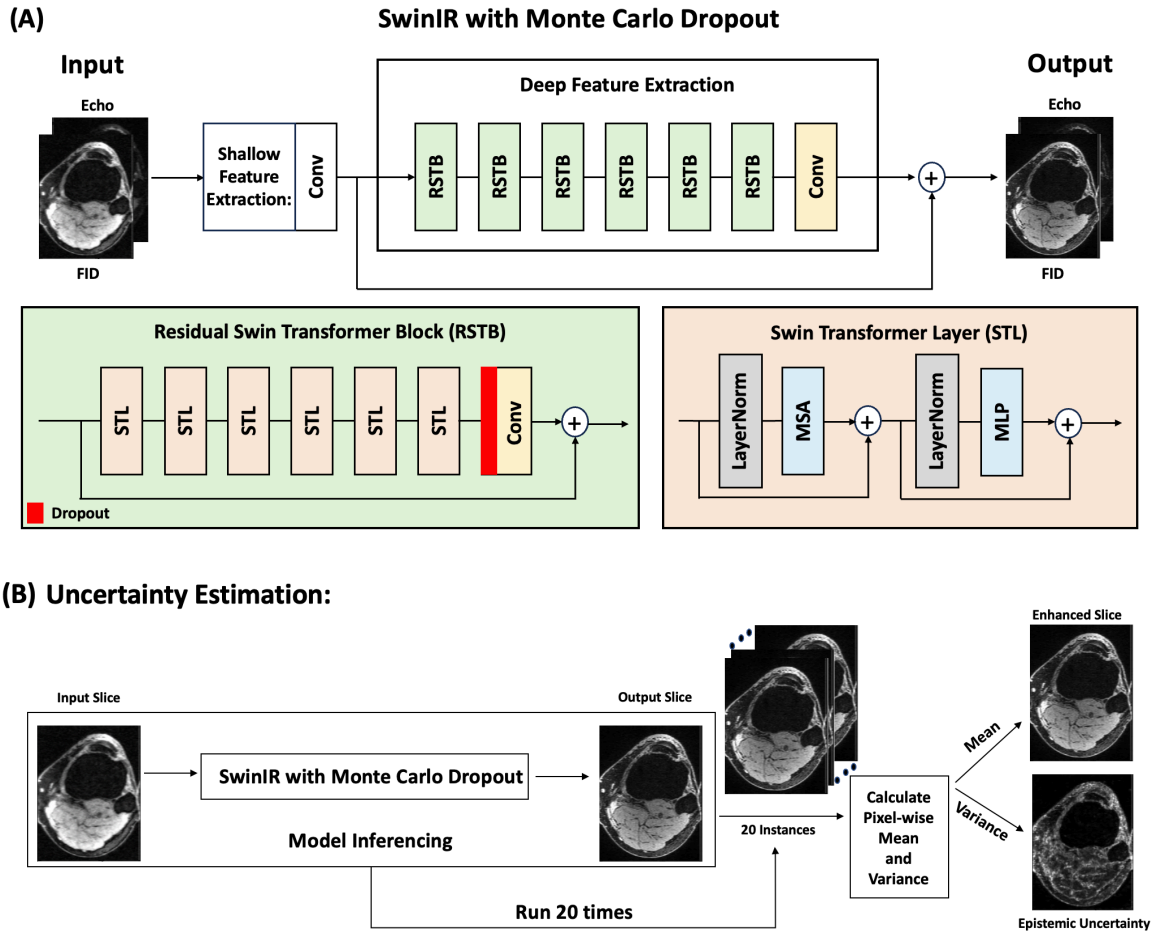 (A)
SwinIR with Monte Carlo Dropout
Input
Output
Echo
FID
Shallow
Feature
Extraction:
Conv
Deep Feature Extraction
RSTB
RSTB
RSTB
RSTB
RSTB
RSTB
Conv
+
Echo
FID
Residual Swin Transformer Block (RSTB)
STL
STL
STL
STL
STL
STL
Conv
+
Dropout
Swin Transformer Layer (STL)
LayerNorm
MSA
+
LayerNorm
MLP
+
(B) Uncertainty Estimation:
Input Slice
SwinIR with Monte Carlo Dropout
Output Slice
Model Inferencing
Run 20 times
20 Instances
Calculate
Pixel-wise
Mean
and
Variance
Mean
Variance
Enhanced Slice
Epistemic Uncertainty